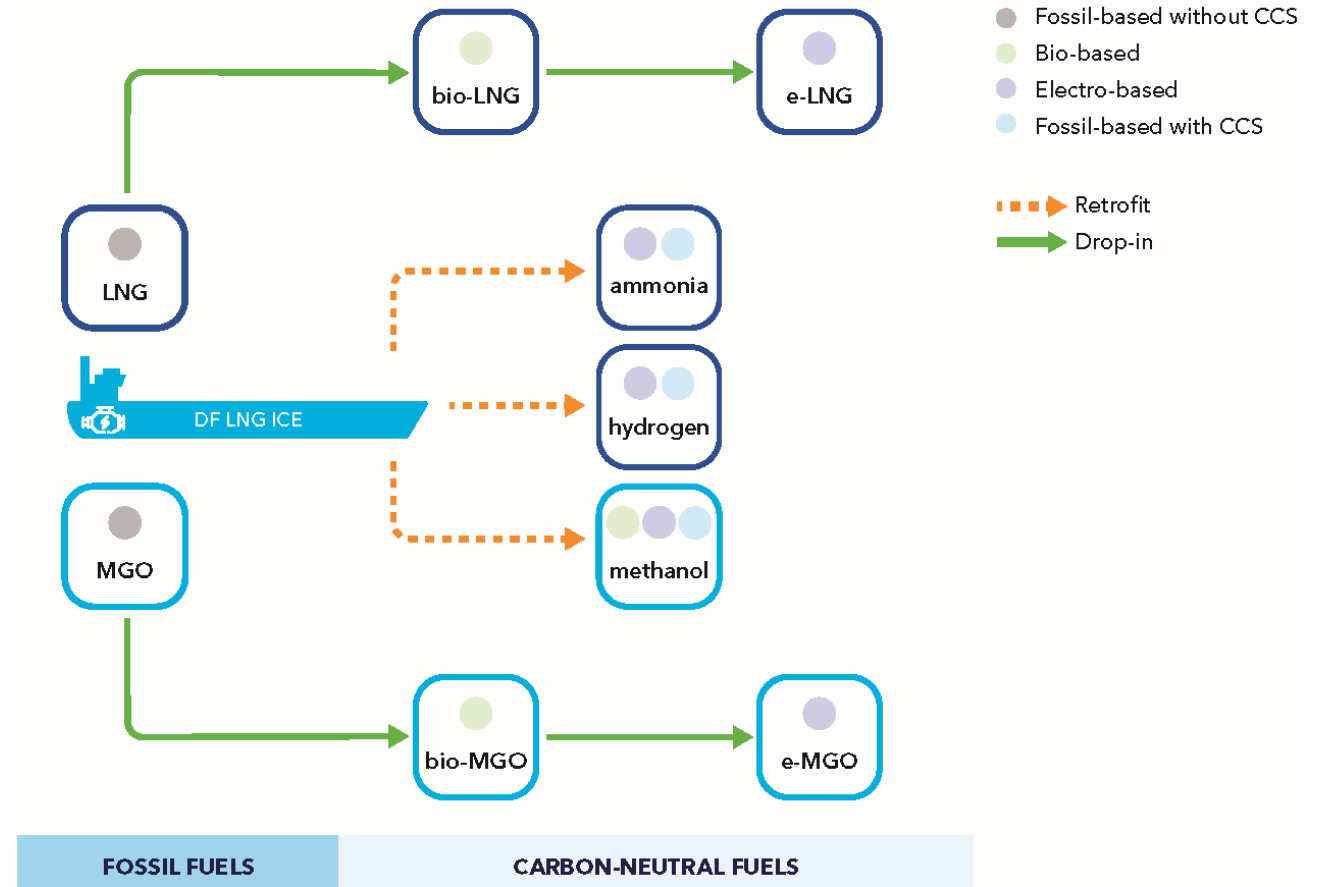 bio-LNG
e-LNG
Fossil-based without CCS
Bio-based
Electro-based
Fossil-based with CCS
Retrofit
Drop-in
LNG
ammonia
DF LNG ICE
hydrogen
MGO
methanol
bio-MGO
e-MGO
FOSSIL FUELS
CARBON-NEUTRAL FUELS